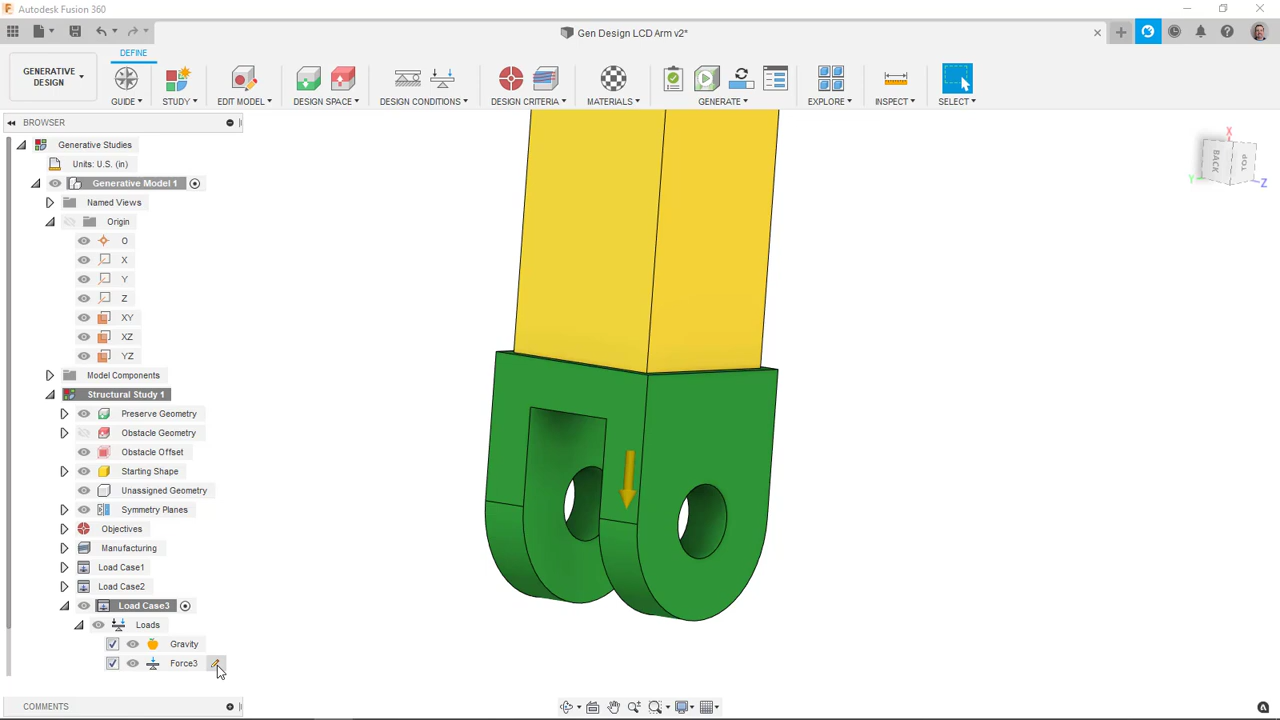 Autodesk Fusion 360
Gen Design LCD Arm v2*
DEFINE
GENERATIVE DESIGN
GUIDE
STUDY
EDIT MODEL
DESIGN SPACE
DESIGN CONDITIONS
DESIGN CRITERIA
MATERIALS
GENERATE
EXPLORE
INSPECT
SELECT
BROWSER
Generative Studies
Units: U.S. (in)
Generative Model 1
Named Views
Origin
O
X
Y
Z
XY
XZ
YZ
Model Components
Structural Study 1
Preserve Geometry
Obstacle Geometry
Obstacle Offset
Starting Shape
Unassigned Geometry
Symmetry Planes
Objectives
Manufacturing
Load Case1
Load Case2
Load Case3
Loads
Gravity
Force3
X
BACK
TOP
Y
Z
COMMENTS